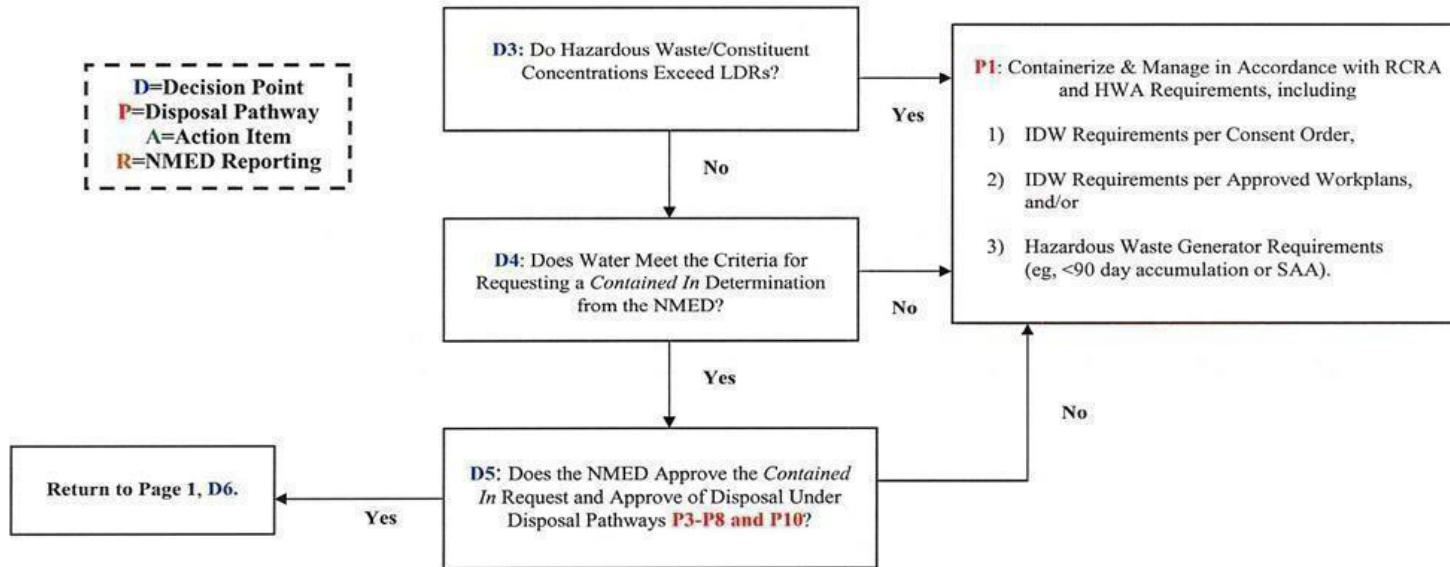 D=Decision Point
P=Disposal Pathway
A=Action Item
R=NMED Reporting
D3: Do Hazardous Waste/Constituent
Concentrations Exceed LDRs?
Yes
No
P1: Containerize & Manage in Accordance with RCRA
and HWA Requirements, including
1) IDW Requirements per Consent Order,
2) IDW Requirements per Approved Workplans,
and/or
3) Hazardous Waste Generator Requirements
(eg, <90 day accumulation or SAA).
D4: Does Water Meet the Criteria for
Requesting a Contained In Determination
from the NMED?
No
Yes
D5: Does the NMED Approve the Contained
In Request and Approve of Disposal Under
Disposal Pathways P3-P8 and P10?
No
Yes
Return to Page 1, D6.